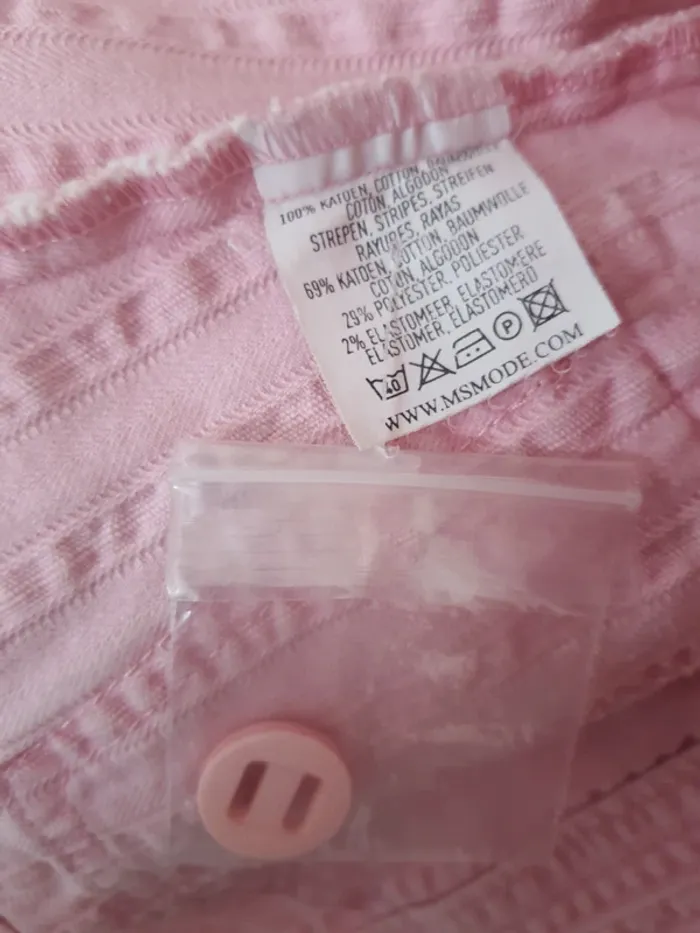 100% KATOEN, COTTON, BAUMWOLLE
COTON, ALGODON
STREPEN, STRIPES, STREIFEN
RAYURES, RAYAS
69% KATOEN, COTTON, BAUMWOLLE
COTON, ALGODON
29% POLYESTER, POLIESTER
2% ELASTOMEER, ELASTOMERE
ELASTOMER, ELASTOMERO
40 P
WWW.MSMODE.COM